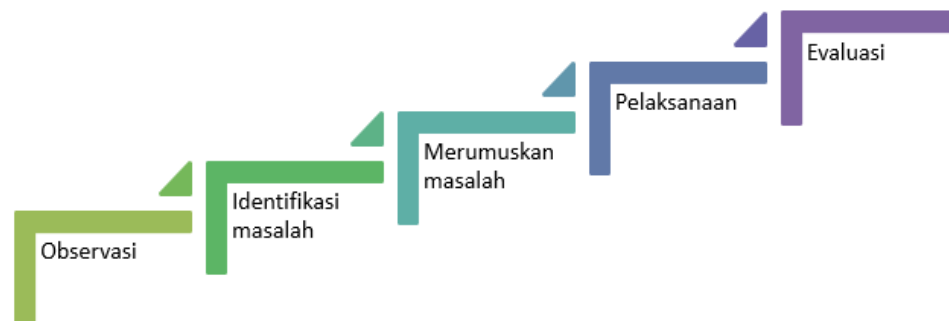 Observasi
Identifikasi
masalah
Merumuskan
masalah
Pelaksanaan
Evaluasi